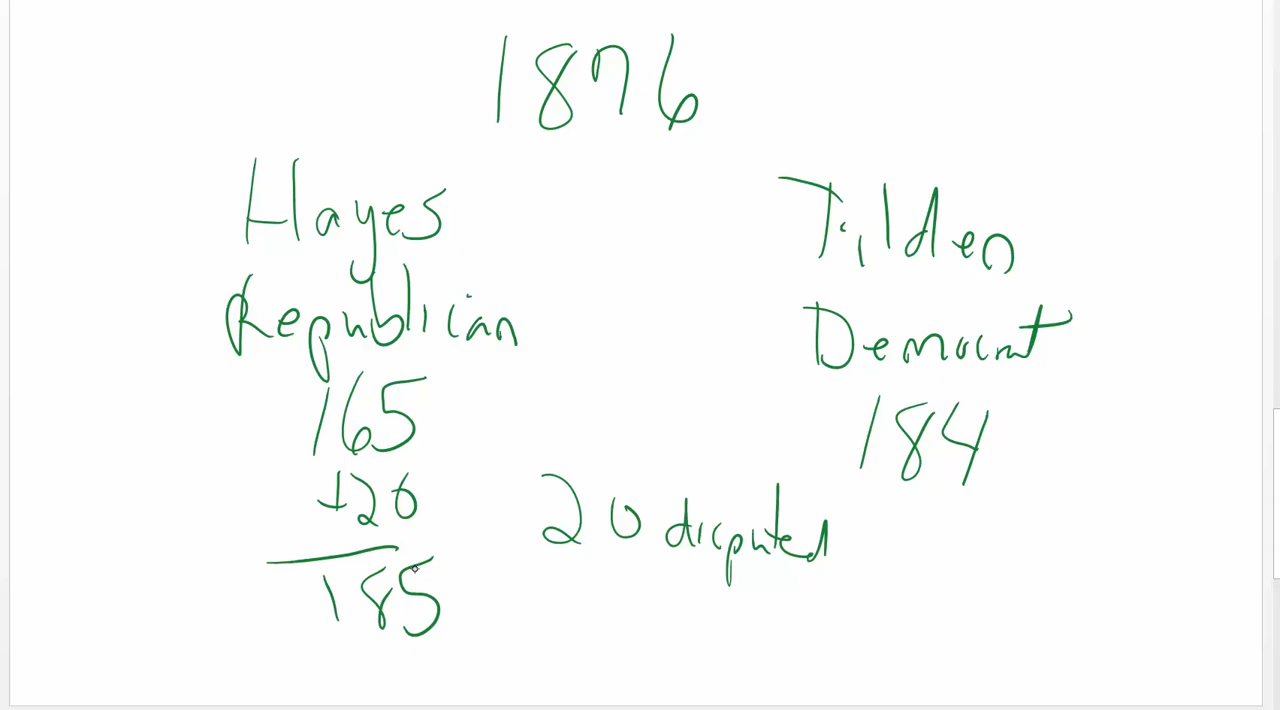 1876
Hayes
Republican
165
+20
185
Tilden
Democrat
184
20 disputed